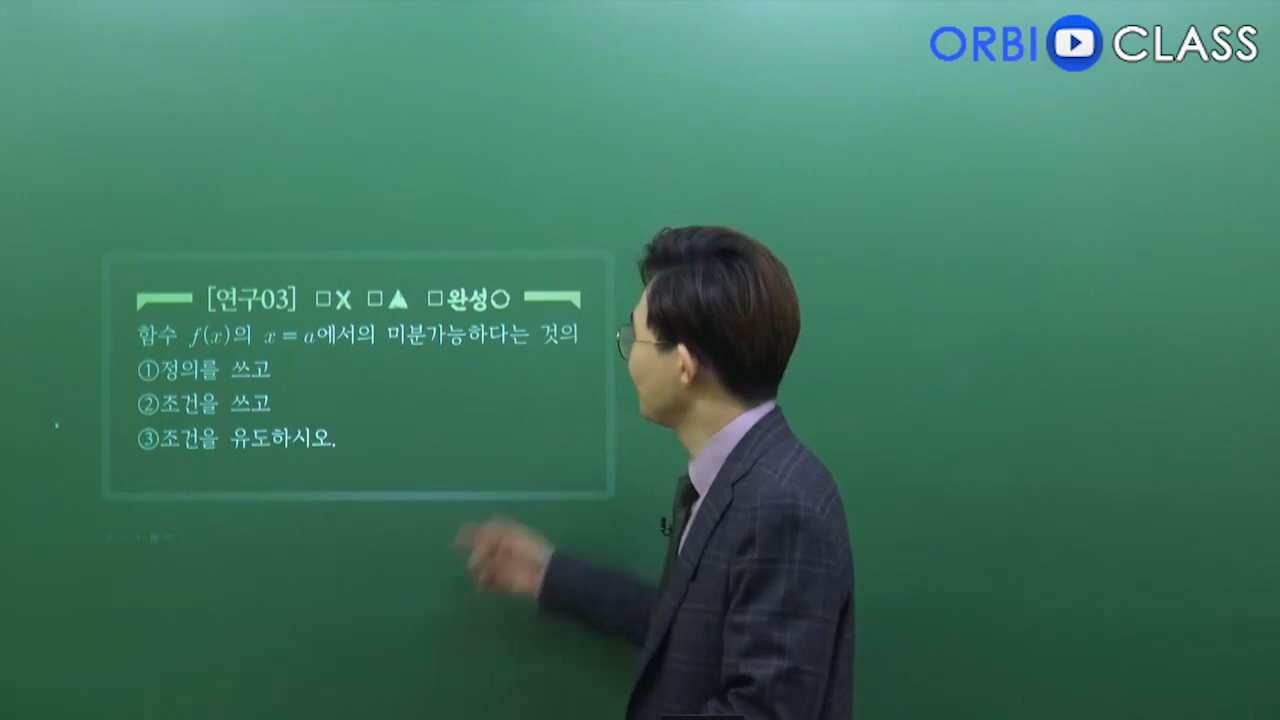 ORBI CLASS
[연구03] □X □▲ □완성○
함수 f(x)의 x = a에서의 미분가능하다는 것의
①정의를 쓰고
②조건을 쓰고
③조건을 유도하시오.